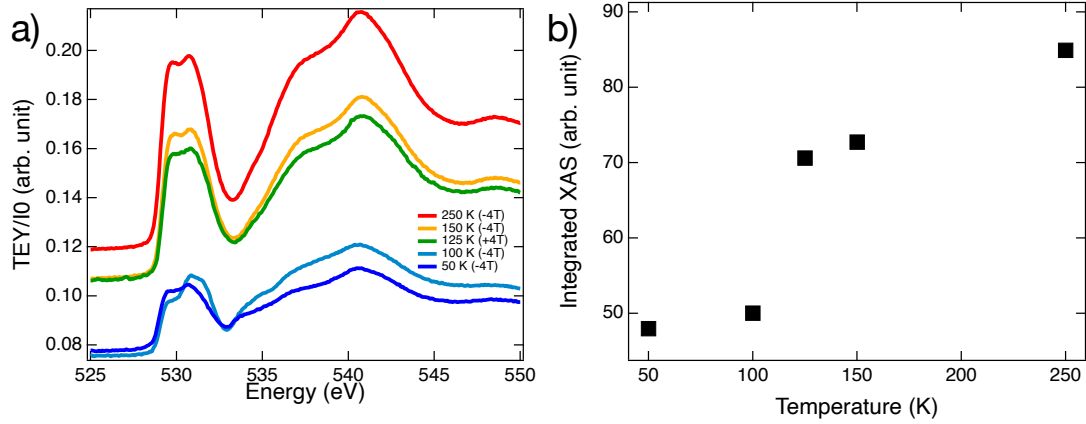 a)
TEY/I0 (arb. unit)
0.20
0.18
0.16
0.14
0.12
0.10
0.08
250 K (-4T)
150 K (-4T)
125 K (+4T)
100 K (-4T)
50 K (-4T)
525 530 535 540 545 550
Energy (eV)
b)
Integrated XAS (arb. unit)
90
80
70
60
50
50 100 150 200 250
Temperature (K)